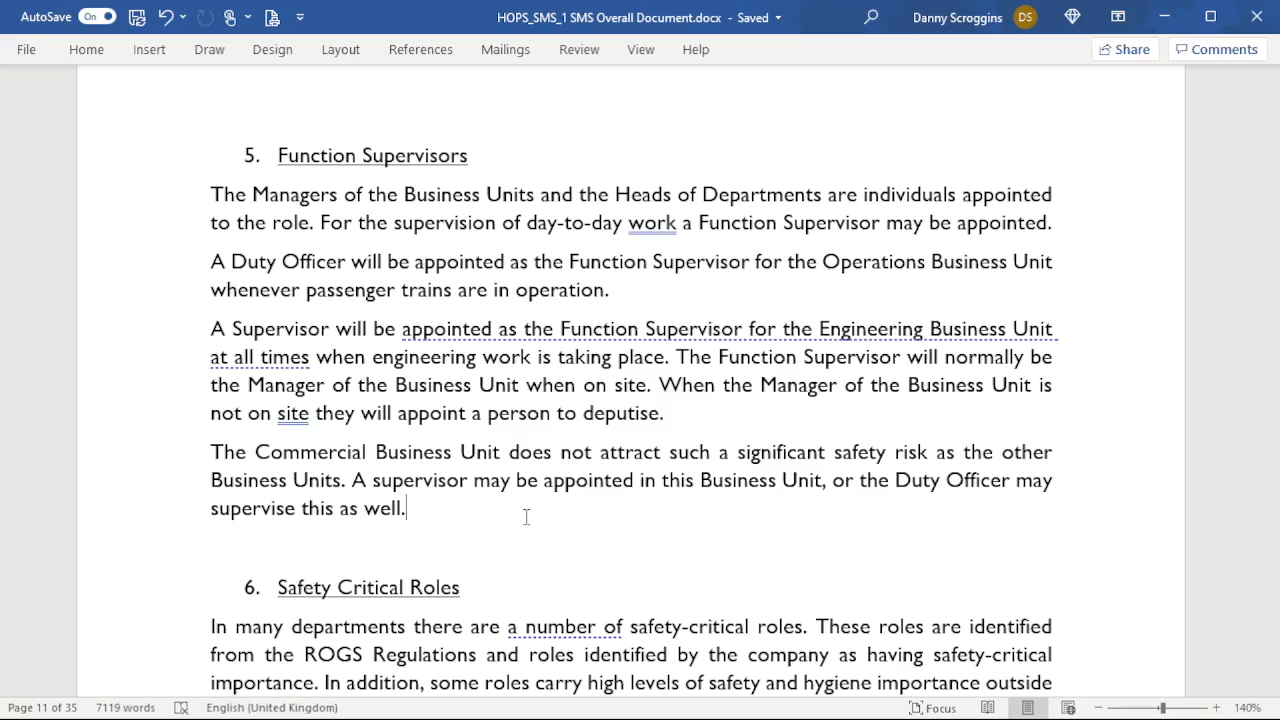 AutoSave On HOPS_SMS_1 SMS Overall Document.docx - Saved Danny Scroggins DS
File Home Insert Draw Design Layout References Mailings Review View Help Share Comments
5. Function Supervisors
The Managers of the Business Units and the Heads of Departments are individuals appointed
to the role. For the supervision of day-to-day work a Function Supervisor may be appointed.
A Duty Officer will be appointed as the Function Supervisor for the Operations Business Unit
whenever passenger trains are in operation.
A Supervisor will be appointed as the Function Supervisor for the Engineering Business Unit
at all times when engineering work is taking place. The Function Supervisor will normally be
the Manager of the Business Unit when on site. When the Manager of the Business Unit is
not on site they will appoint a person to deputise.
The Commercial Business Unit does not attract such a significant safety risk as the other
Business Units. A supervisor may be appointed in this Business Unit, or the Duty Officer may
supervise this as well.
6. Safety Critical Roles
In many departments there are a number of safety-critical roles. These roles are identified
from the ROGS Regulations and roles identified by the company as having safety-critical
importance. In addition, some roles carry high levels of safety and hygiene importance outside
Page 11 of 35 7119 words English (United Kingdom) Focus 140%